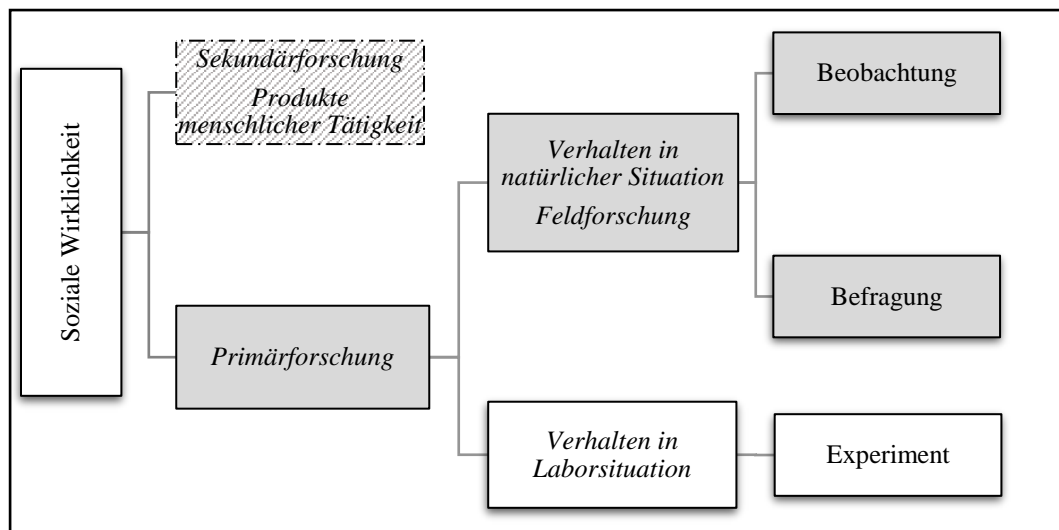 Soziale Wirklichkeit
Sekundärforschung
Produkte
menschlicher Tätigkeit
Primärforschung
Verhalten in
natürlicher Situation
Feldforschung
Verhalten in
Laborsituation
Beobachtung
Befragung
Experiment